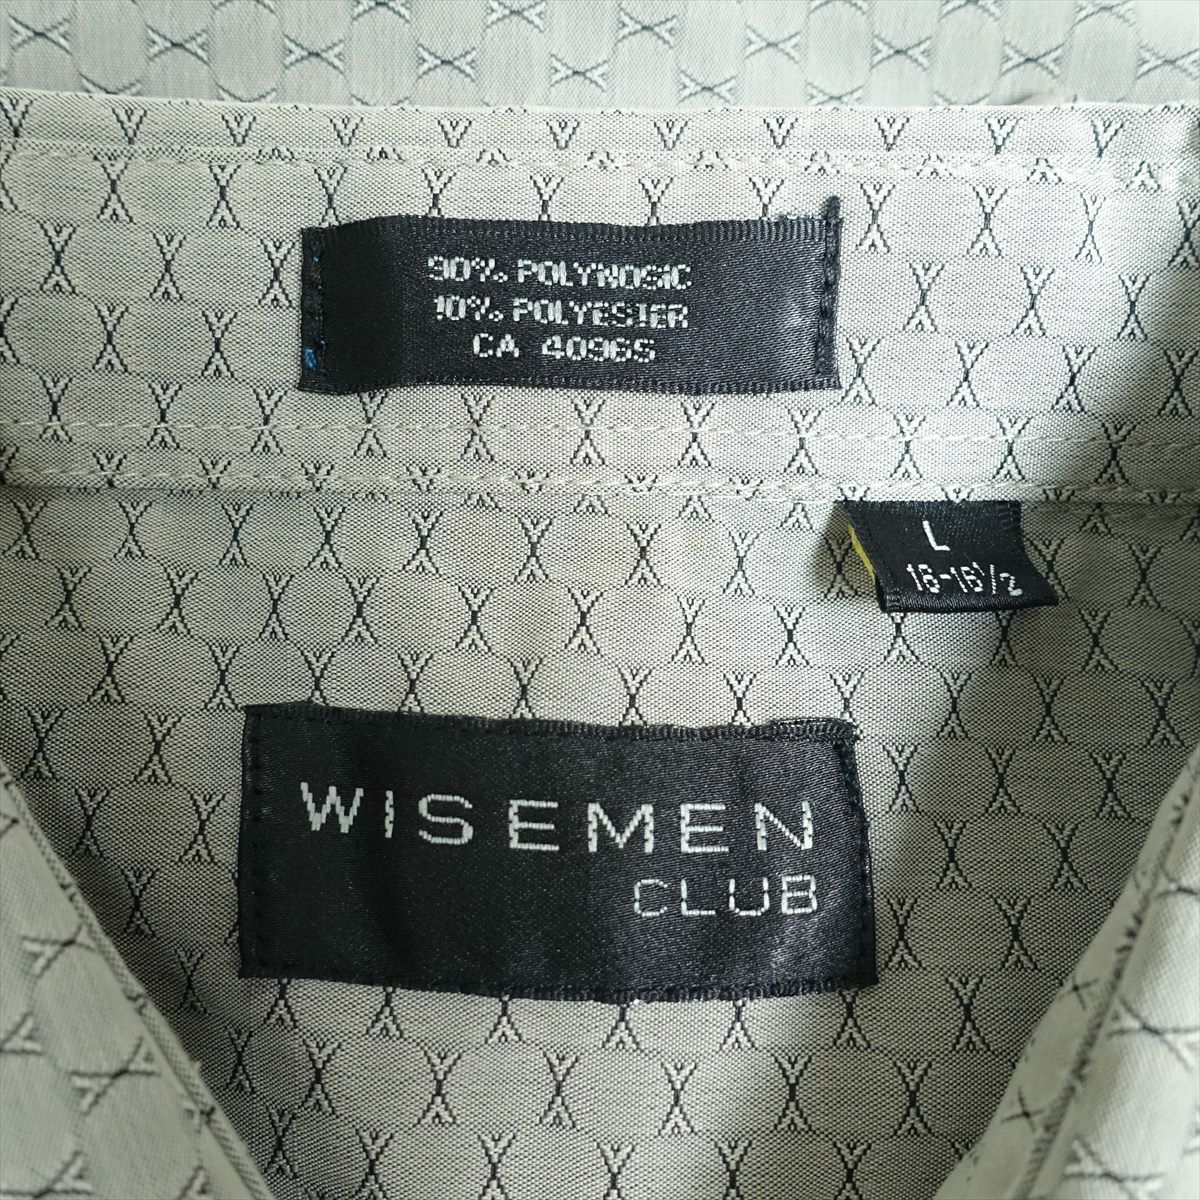 90% POLYNOSIC
10% POLYESTER
CA 40965
L
16-16½
WISEMEN
CLUB